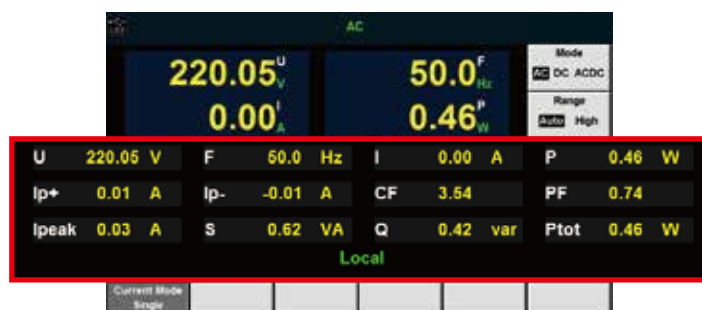 AC
220.05 U V
50.0 F Hz
Mode
AC DC ACDC
0.00 I A
0.46 P W
Range
Auto High
U 220.05 V F 50.0 Hz I 0.00 A P 0.46 W
Ip+ 0.01 A Ip- -0.01 A CF 3.54 PF 0.74
Ipeak 0.03 A S 0.62 VA Q 0.42 var Ptot 0.46 W
Local
Current Mode
Single